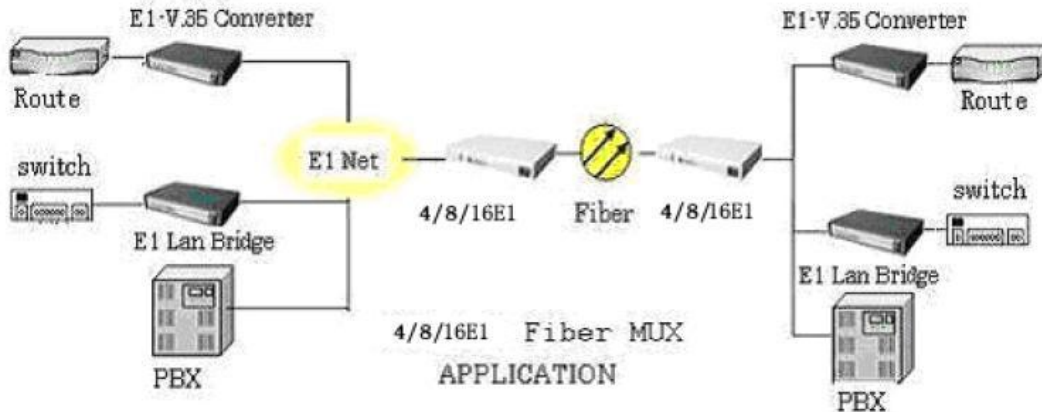 E1-V.35 Converter
E1-V.35 Converter
Route
Route
E1 Net
switch
switch
4/8/16E1
Fiber
4/8/16E1
E1 Lan Bridge
E1 Lan Bridge
4/8/16E1 Fiber MUX
APPLICATION
PBX
PBX